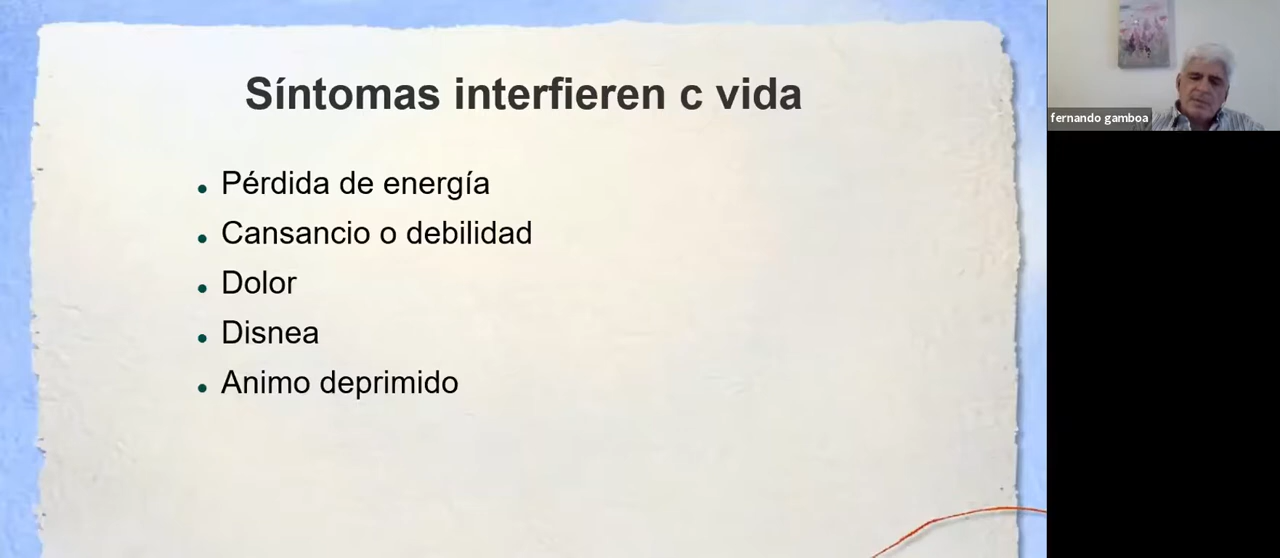 Síntomas interfieren c vida
Pérdida de energía
Cansancio o debilidad
Dolor
Disnea
Animo deprimido
fernando gamboa